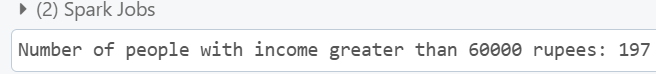 (2) Spark Jobs
Number of people with income greater than 60000 rupees: 197